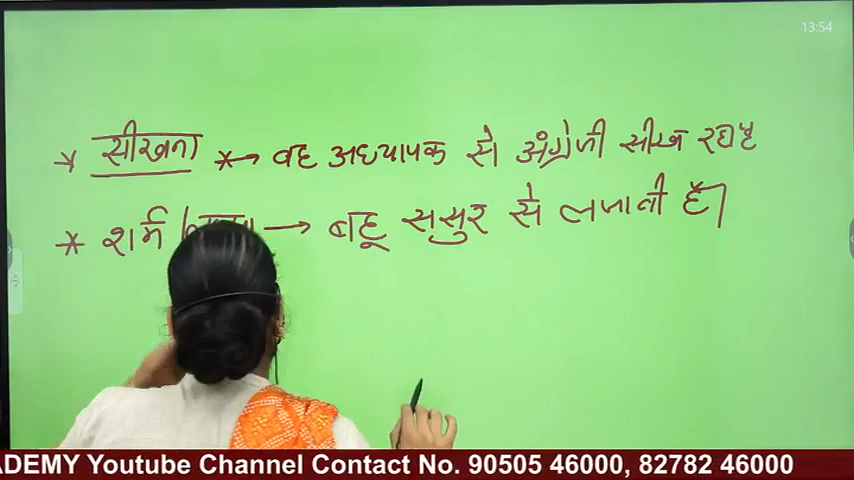 13:54
* सीखना *→ वह अध्यापक से अंग्रेजी सीख रहा है
* शर्म / → बहू ससुर से लजाती है।
ADEMY Youtube Channel Contact No. 90505 46000, 82782 46000